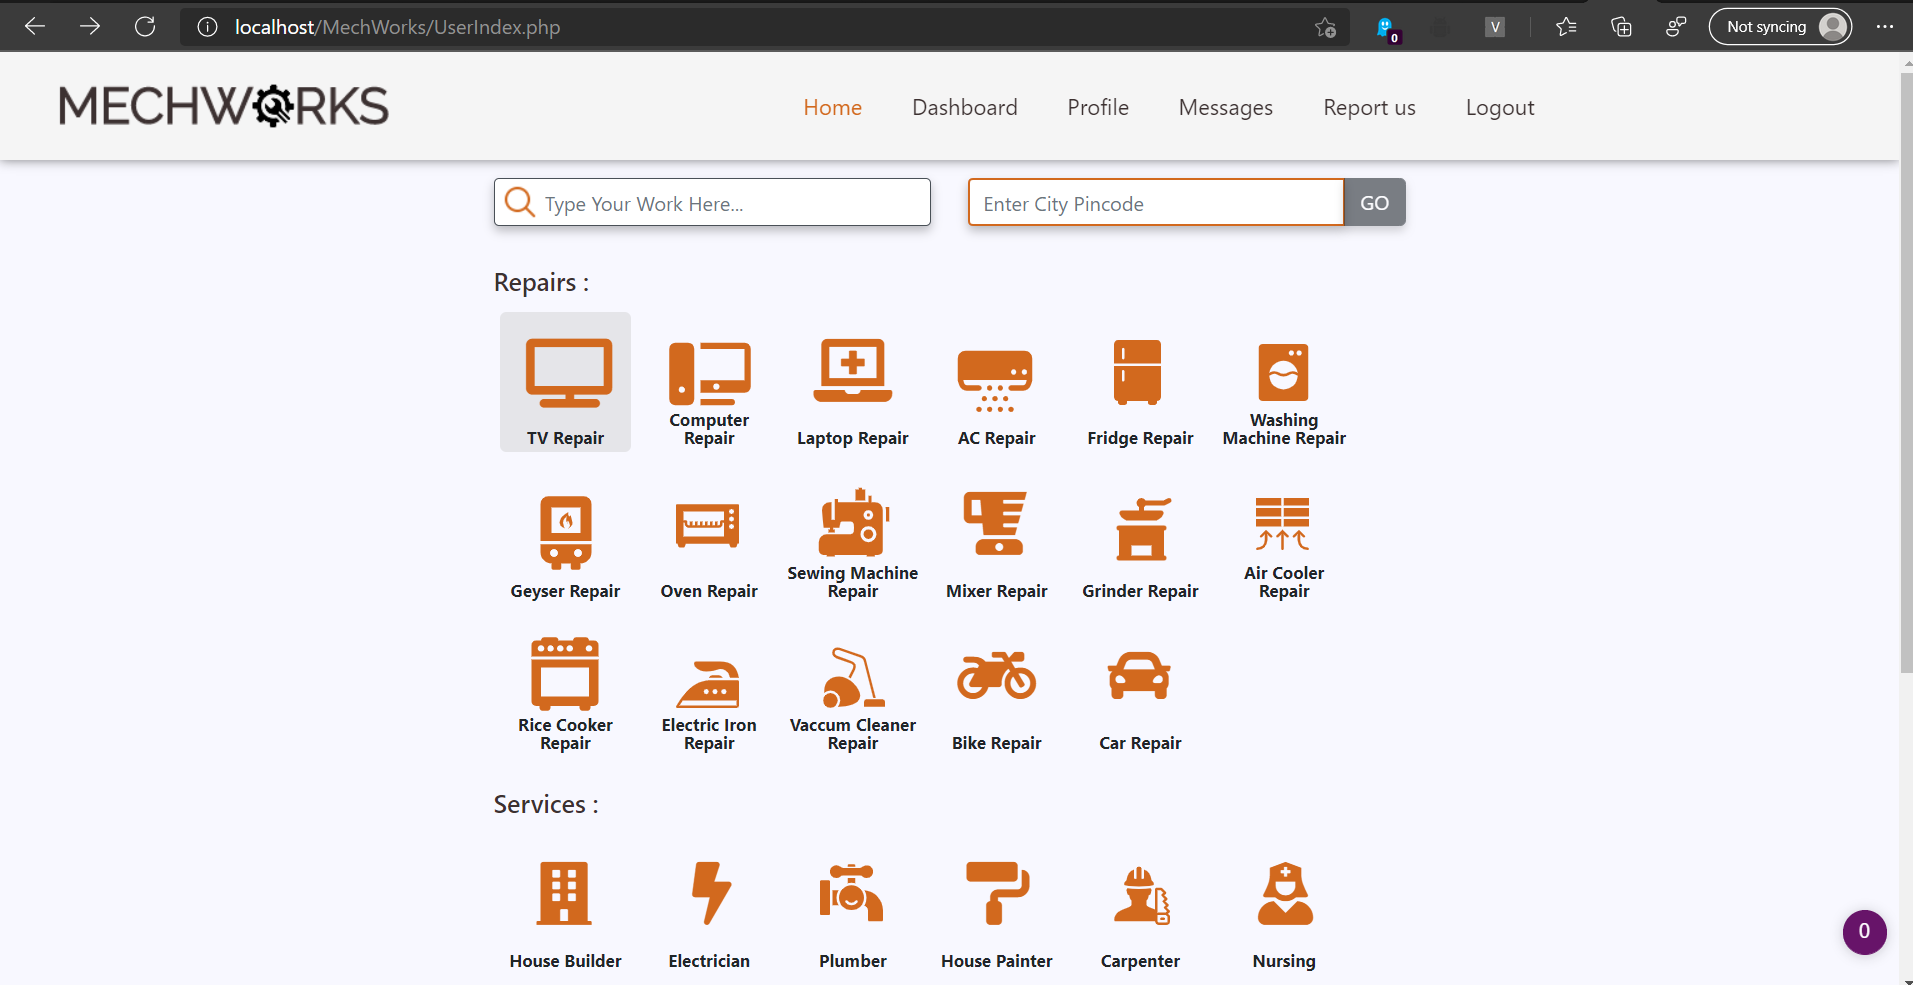 localhost/MechWorks/UserIndex.php
0
V
Not syncing
MECHWORKS
Home
Dashboard
Profile
Messages
Report us
Logout
Type Your Work Here...
Enter City Pincode
GO
Repairs :
TV Repair
Computer
Repair
Laptop Repair
AC Repair
Fridge Repair
Washing
Machine Repair
Geyser Repair
Oven Repair
Sewing Machine
Repair
Mixer Repair
Grinder Repair
Air Cooler
Repair
Rice Cooker
Repair
Electric Iron
Repair
Vaccum Cleaner
Repair
Bike Repair
Car Repair
Services :
House Builder
Electrician
Plumber
House Painter
Carpenter
Nursing
0